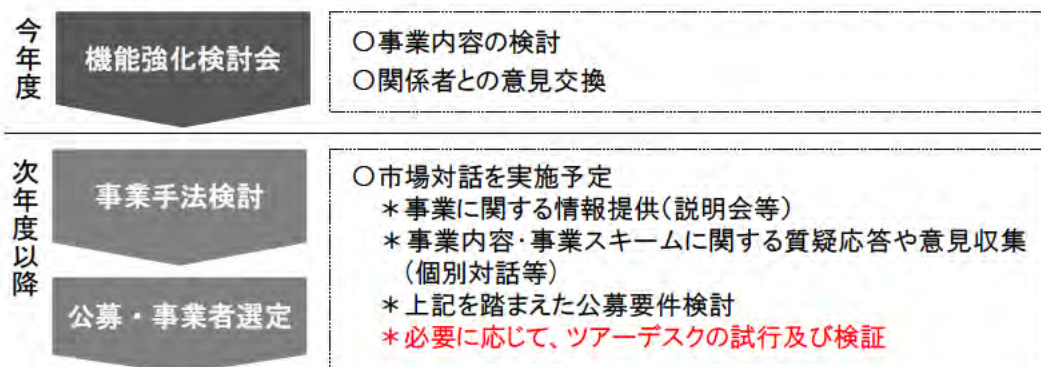 今年度
機能強化検討会
○事業内容の検討
○関係者との意見交換
次年度以降
事業手法検討
○市場対話を実施予定
＊事業に関する情報提供(説明会等)
＊事業内容･事業スキームに関する質疑応答や意見収集
(個別対話等)
＊上記を踏まえた公募要件検討
＊必要に応じて、ツアーデスクの試行及び検証
公募・事業者選定